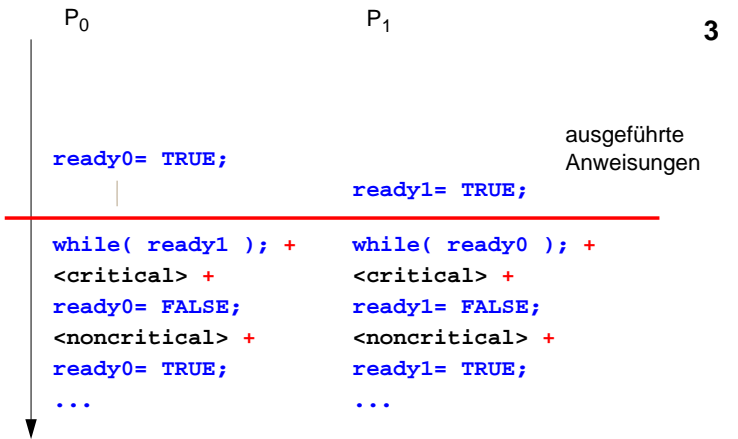 P0 P1
3
ausgeführte
ready0= TRUE;
Anweisungen
ready1= TRUE;
while( ready1 ); + while( ready0 ); +
<critical> + <critical> +
ready0= FALSE; ready1= FALSE;
<noncritical> + <noncritical> +
ready0= TRUE; ready1= TRUE;
... ...